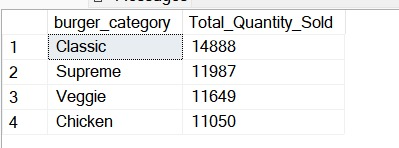 burger_category Total_Quantity_Sold
1 Classic 14888
2 Supreme 11987
3 Veggie 11649
4 Chicken 11050